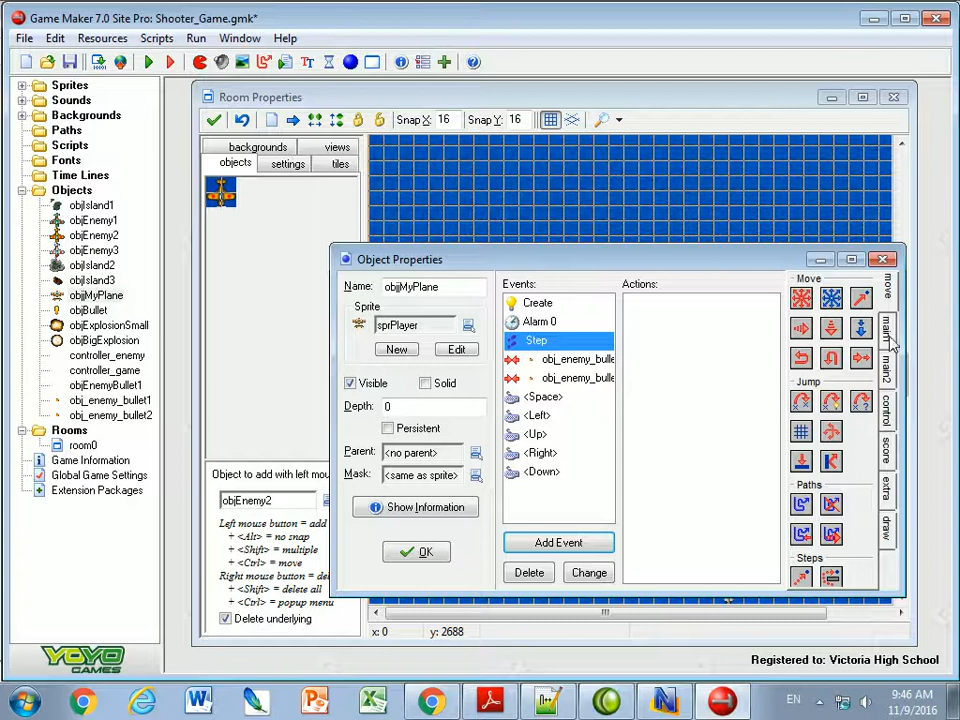 Game Maker 7.0 Site Pro: Shooter_Game.gmk*
File Edit Resources Scripts Run Window Help
Sprites
Sounds
Backgrounds
Paths
Scripts
Fonts
Time Lines
Objects
objIsland1
objEnemy1
objEnemy2
objEnemy3
objIsland2
objIsland3
objMyPlane
objBullet
objExplosionSmall
objBigExplosion
controller_enemy
controller_game
objEnemyBullet1
obj_enemy_bullet1
obj_enemy_bullet2
Rooms
room0
Game Information
Global Game Settings
Extension Packages
YOYO
GAMES
Room Properties
Snap X: 16 Snap Y: 16
backgrounds views
objects settings tiles
Object to add with left mou
objEnemy2
Left mouse button = add
+ <Alt> = no snap
+ <Shift> = multiple
+ <Ctrl> = move
Right mouse button = del
+ <Shift> = delete all
+ <Ctrl> = popup menu
Delete underlying
x: 0 y: 2688
Object Properties
Name: objMyPlane
Sprite
sprPlayer
New Edit
Visible Solid
Depth: 0
Persistent
Parent: <no parent>
Mask: <same as sprite>
Show Information
OK
Events:
Create
Alarm 0
Step
obj_enemy_bulle
obj_enemy_bulle
<Space>
<Left>
<Up>
<Right>
<Down>
Add Event
Delete Change
Actions:
Move
Jump
Paths
Steps
move
main1
main2
control
score
extra
draw
Registered to: Victoria High School
EN
9:46 AM
11/9/2016